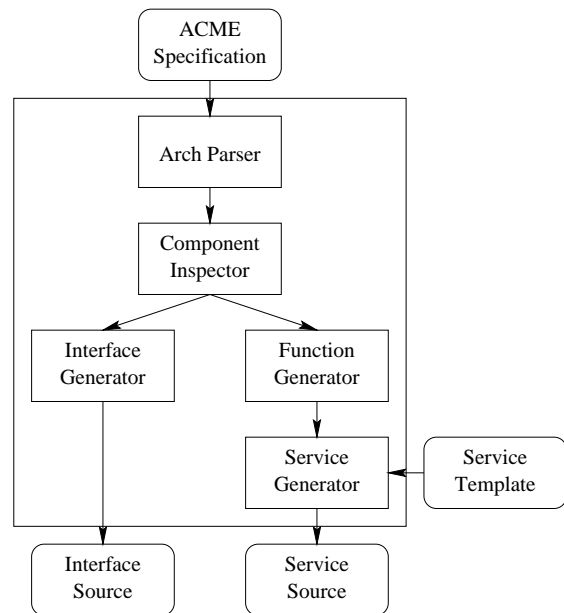 ACME
Specification
Arch Parser
Component
Inspector
Interface
Generator
Function
Generator
Service
Generator
Service
Template
Interface
Source
Service
Source